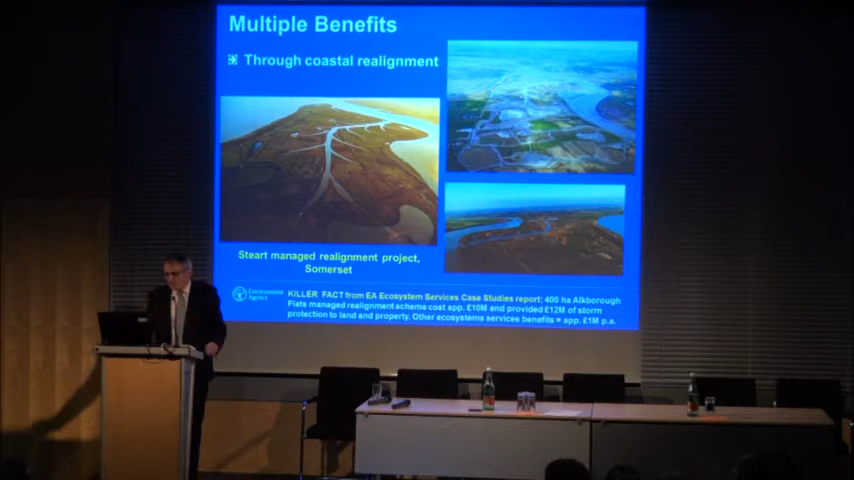 Multiple Benefits
Through coastal realignment
Steart managed realignment project,
Somerset
Environment
Agency
KILLER FACT from EA Ecosystem Services Case Studies report: 400 ha Alkborough
Flats managed realignment scheme cost app. £10M and provided £12M of storm
protection to land and property. Other ecosystems services benefits = app. £1M p.a.